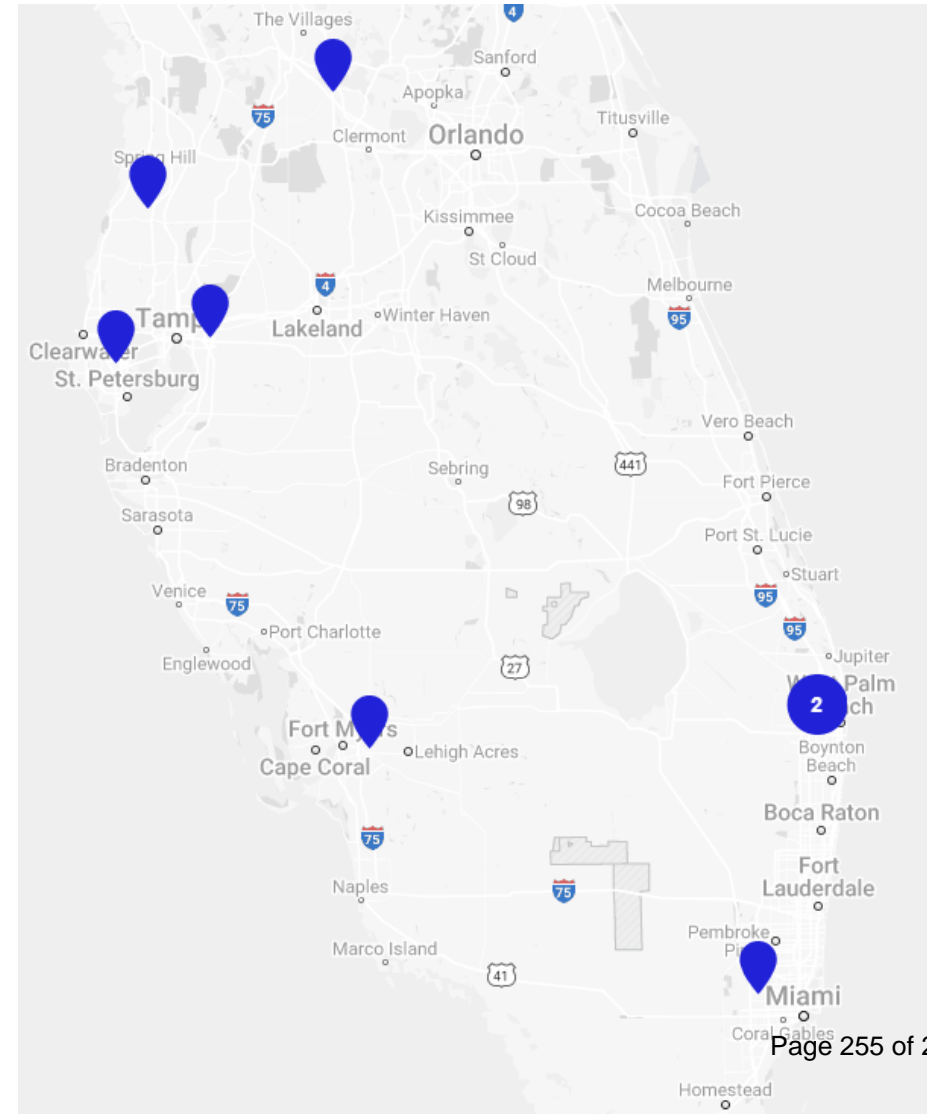 4
The Villages
Sanford
Apopka
75
Titusville
Clermont
Orlando
Spring Hill
Cocoa Beach
Kissimmee
St Cloud
4
Melbourne
Winter Haven
95
Lakeland
Clearwater
St. Petersburg
Vero Beach
441
Bradenton
Sebring
Fort Pierce
98
Sarasota
Port St. Lucie
Stuart
Venice
75
95
95
Port Charlotte
Englewood
Jupiter
27
2
Palm
Fort
Lehigh Acres
Cape Coral
Boynton
Beach
Boca Raton
75
Fort
Lauderdale
Naples
75
Pembroke
Marco Island
41
Miami
Coral Gables
Page 255 of 2
Homestead